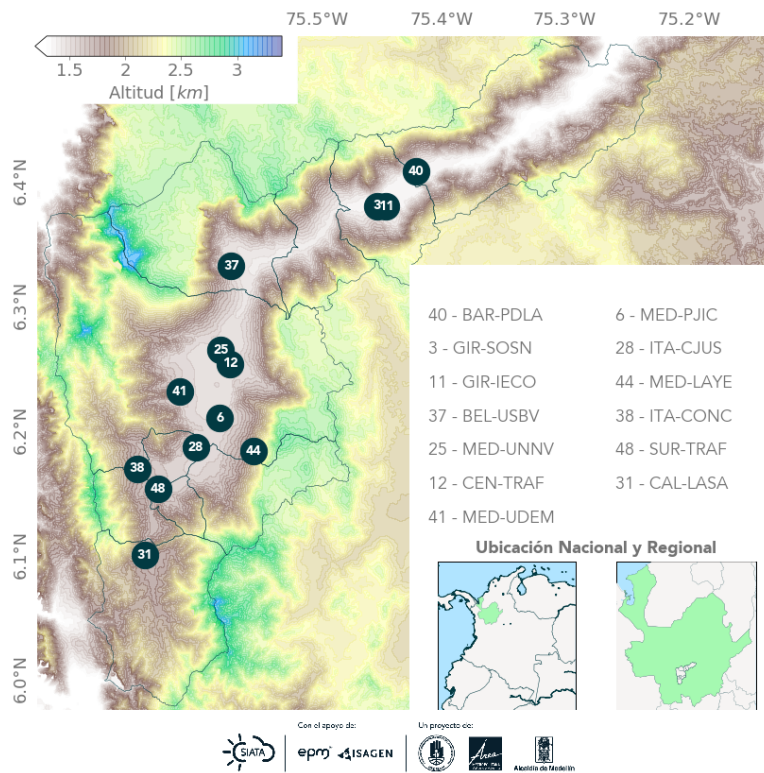 75.5°W 75.4°W 75.3°W 75.2°W
1.5 2 2.5 3
Altitud [km]
6.4°N
6.3°N
6.2°N
6.1°N
6.0°N
40
311
37
25
12
41
6
28
44
38
48
31
40 - BAR-PDLA
3 - GIR-SOSN
11 - GIR-IECO
37 - BEL-USBV
25 - MED-UNNV
12 - CEN-TRAF
41 - MED-UDEM
6 - MED-PJIC
28 - ITA-CJUS
44 - MED-LAYE
38 - ITA-CONC
48 - SUR-TRAF
31 - CAL-LASA
Ubicación Nacional y Regional
Con el apoyo de:
Un proyecto de:
SIATA
epm
ISAGEN
Área
Alcaldía de Medellín